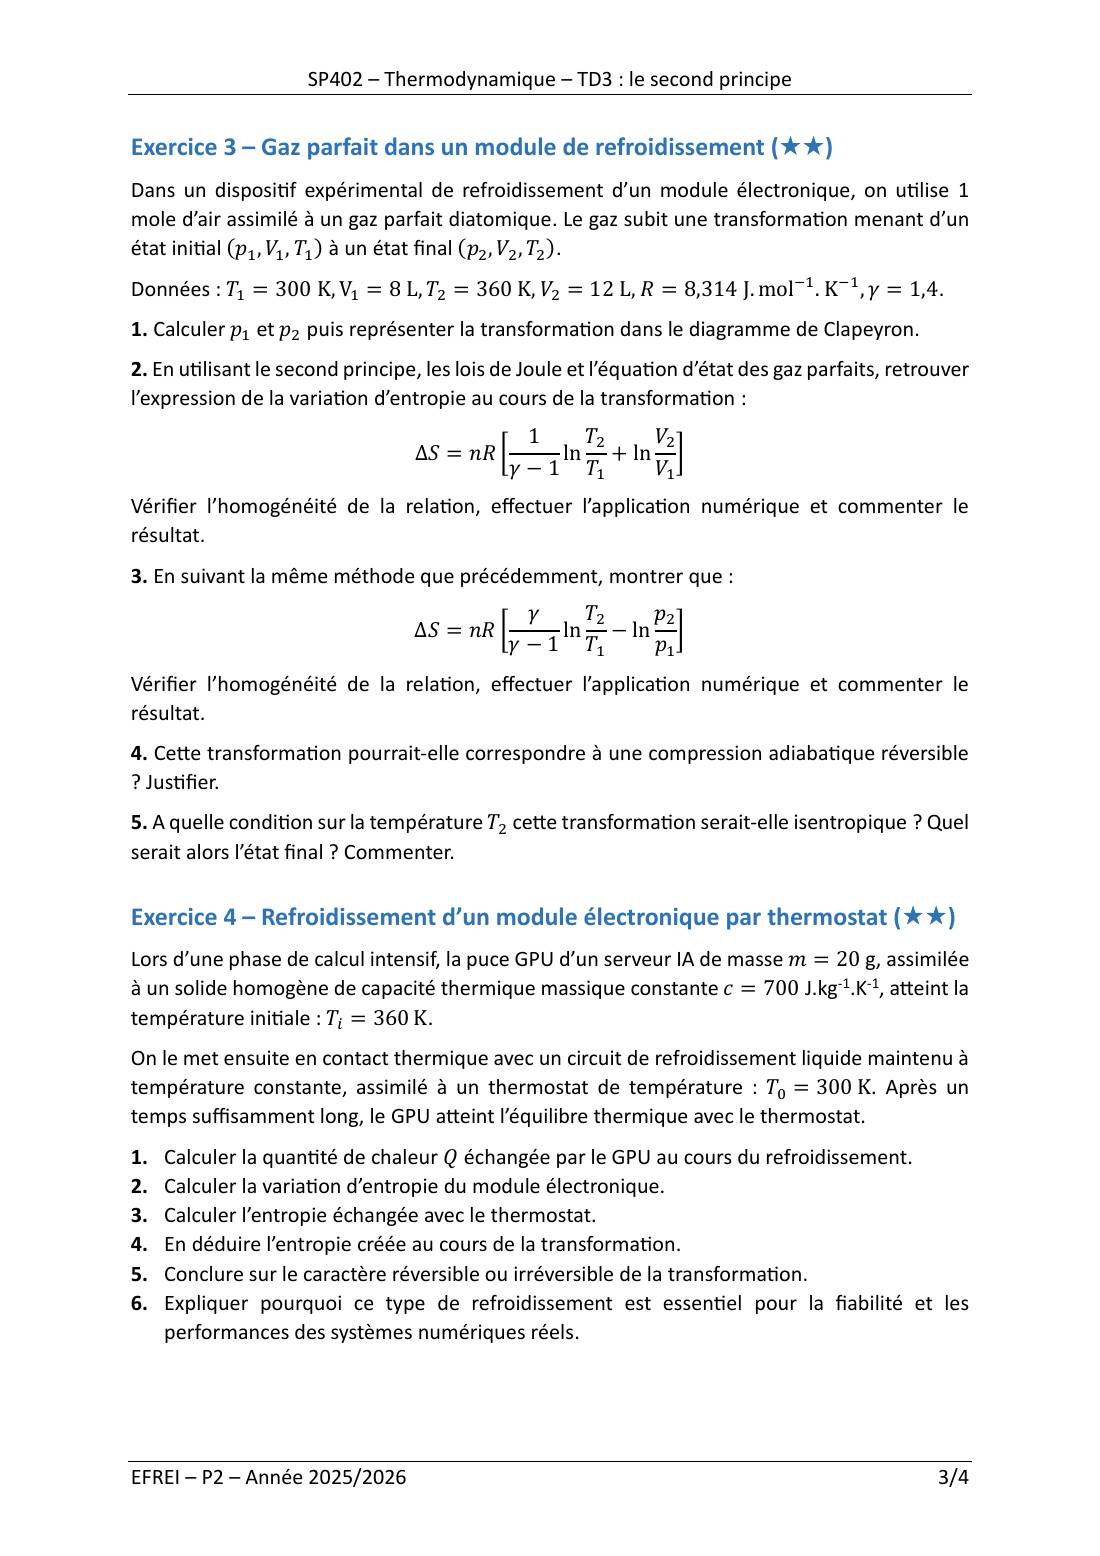 SP402 – Thermodynamique – TD3 : le second principe
Exercice 3 – Gaz parfait dans un module de refroidissement (★★)
Dans un dispositif expérimental de refroidissement d’un module électronique, on utilise 1
mole d’air assimilé à un gaz parfait diatomique. Le gaz subit une transformation menant d’un
état initial (p₁, V₁, T₁) à un état final (p₂, V₂, T₂).
Données : T₁ = 300 K, V₁ = 8 L, T₂ = 360 K, V₂ = 12 L, R = 8,314 J. mol⁻¹. K⁻¹, γ = 1,4.
1. Calculer p₁ et p₂ puis représenter la transformation dans le diagramme de Clapeyron.
2. En utilisant le second principe, les lois de Joule et l’équation d’état des gaz parfaits, retrouver
l’expression de la variation d’entropie au cours de la transformation :
ΔS = nR [1/(γ − 1) ln T₂/T₁ + ln V₂/V₁]
Vérifier l’homogénéité de la relation, effectuer l’application numérique et commenter le
résultat.
3. En suivant la même méthode que précédemment, montrer que :
ΔS = nR [γ/(γ − 1) ln T₂/T₁ − ln p₂/p₁]
Vérifier l’homogénéité de la relation, effectuer l’application numérique et commenter le
résultat.
4. Cette transformation pourrait-elle correspondre à une compression adiabatique réversible
? Justifier.
5. A quelle condition sur la température T₂ cette transformation serait-elle isentropique ? Quel
serait alors l’état final ? Commenter.
Exercice 4 – Refroidissement d’un module électronique par thermostat (★★)
Lors d’une phase de calcul intensif, la puce GPU d’un serveur IA de masse m = 20 g, assimilée
à un solide homogène de capacité thermique massique constante c = 700 J.kg⁻¹.K⁻¹, atteint la
température initiale : Tᵢ = 360 K.
On le met ensuite en contact thermique avec un circuit de refroidissement liquide maintenu à
température constante, assimilé à un thermostat de température : T₀ = 300 K. Après un
temps suffisamment long, le GPU atteint l’équilibre thermique avec le thermostat.
1. Calculer la quantité de chaleur Q échangée par le GPU au cours du refroidissement.
2. Calculer la variation d’entropie du module électronique.
3. Calculer l’entropie échangée avec le thermostat.
4. En déduire l’entropie créée au cours de la transformation.
5. Conclure sur le caractère réversible ou irréversible de la transformation.
6. Expliquer pourquoi ce type de refroidissement est essentiel pour la fiabilité et les
performances des systèmes numériques réels.
EFREI – P2 – Année 2025/2026 3/4